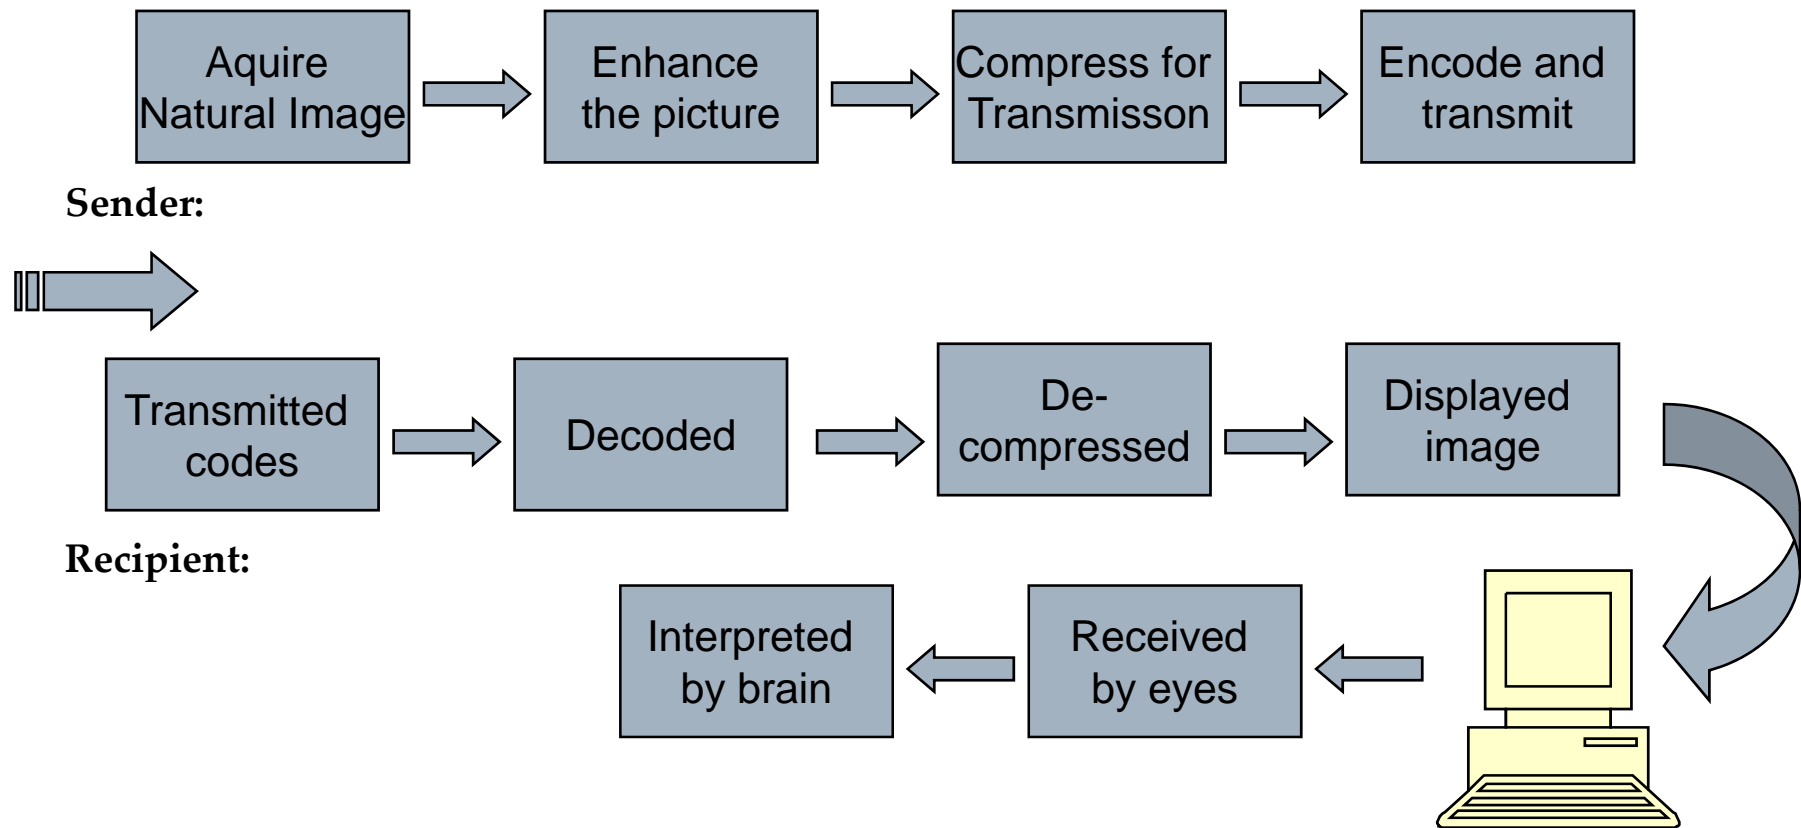 Aquire
Natural Image
Enhance
the picture
Compress for
Transmisson
Encode and
transmit
Sender:
Transmitted
codes
Decoded
De-
compressed
Displayed
image
Recipient:
Interpreted
by brain
Received
by eyes